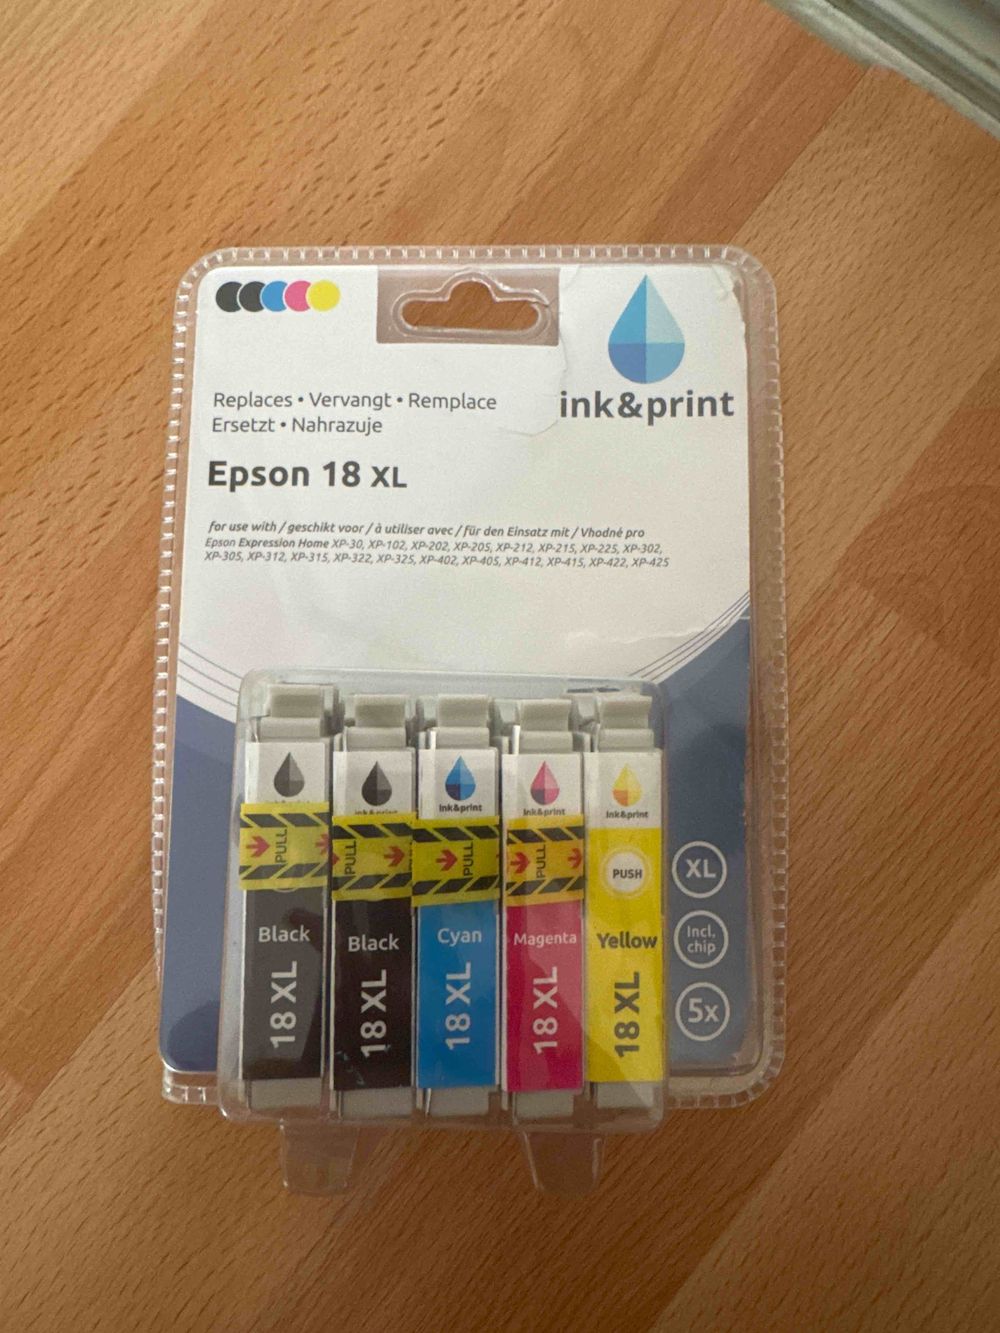 Replaces • Vervangt • Remplace
Ersetzt • Nahrazuje
ink&print
Epson 18 XL
for use with / geschikt voor / à utiliser avec / für den Einsatz mit / Vhodné pro
Epson Expression Home XP-30, XP-102, XP-202, XP-205, XP-212, XP-215, XP-225, XP-302,
XP-305, XP-312, XP-315, XP-322, XP-325, XP-402, XP-405, XP-412, XP-415, XP-422, XP-425
ink&print
ink&print
ink&print
ink&print
ink&print
PULL
PULL
PULL
PULL
PUSH
Black
Black
Cyan
Magenta
Yellow
18 XL
18 XL
18 XL
18 XL
18 XL
XL
Incl.
chip
5x